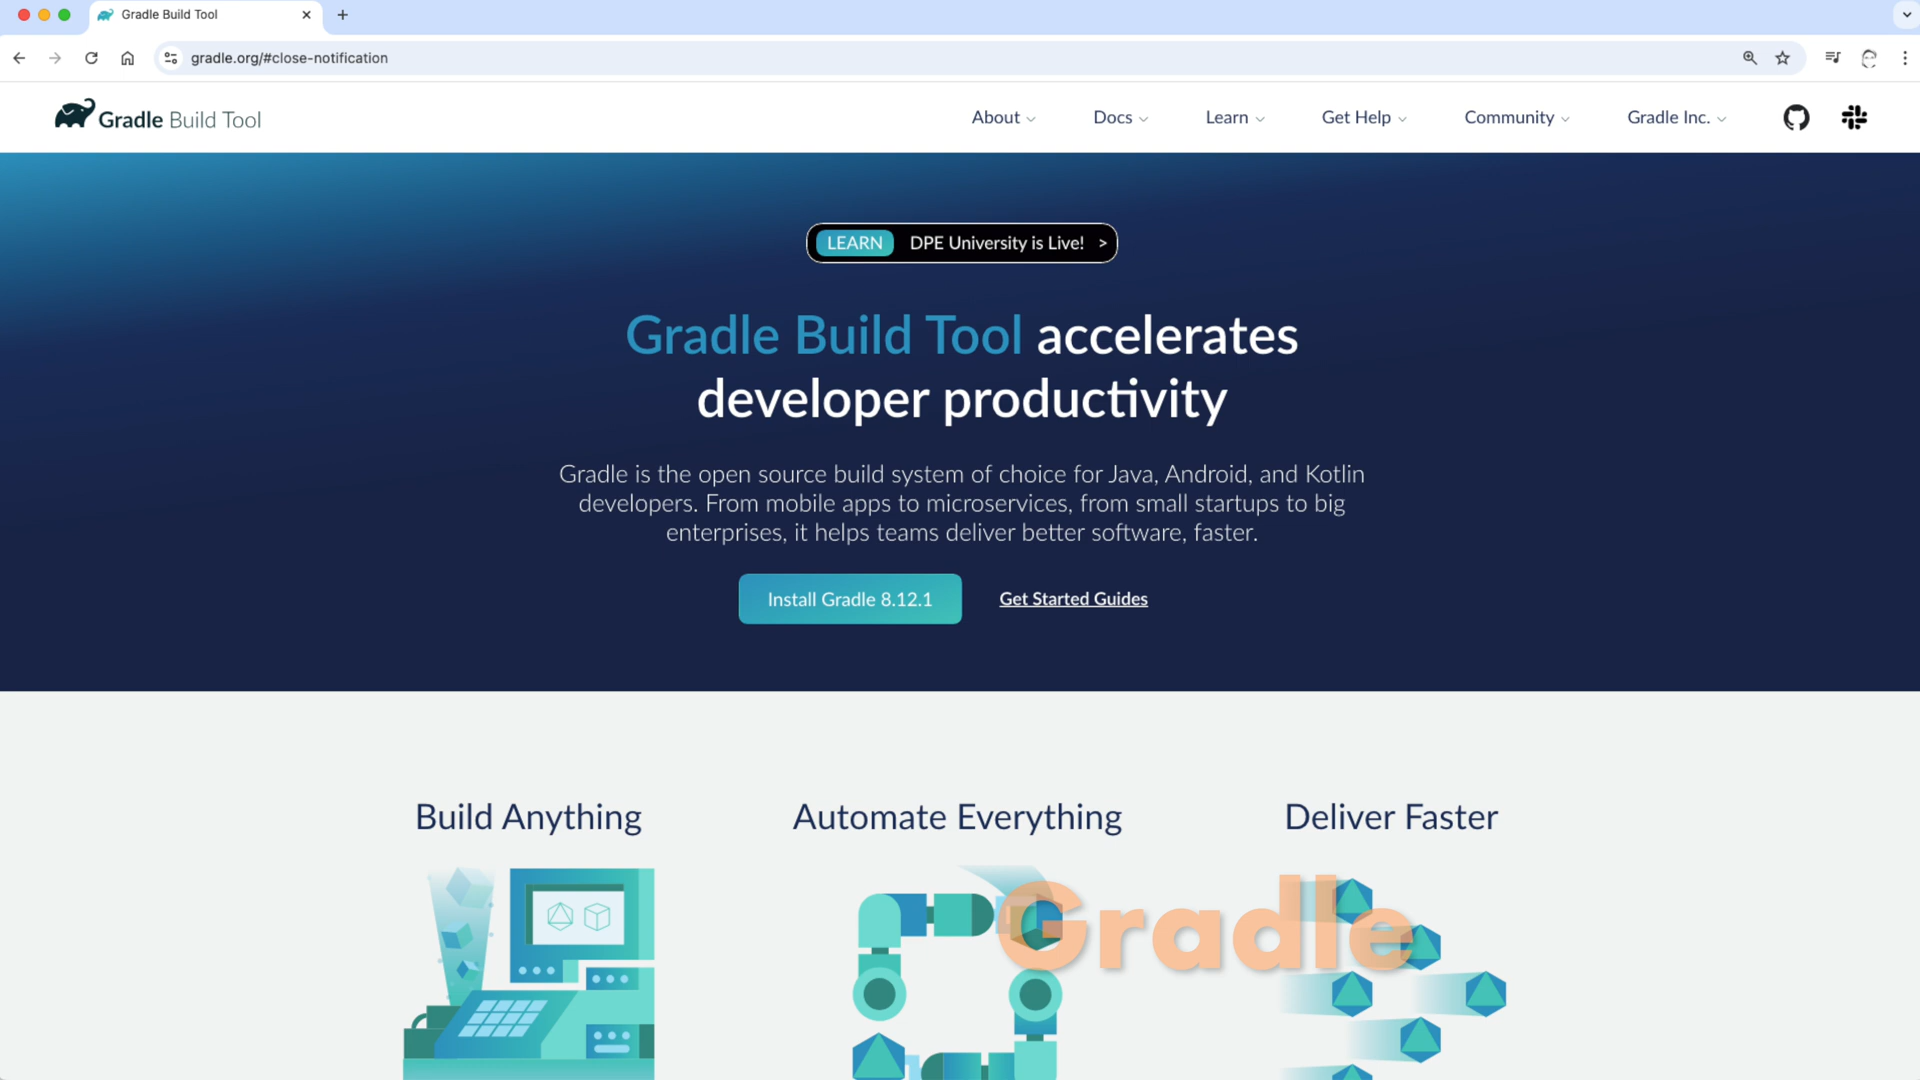 Gradle Build Tool
gradle.org/#close-notification
Gradle Build Tool
About
Docs
Learn
Get Help
Community
Gradle Inc.
LEARN DPE University is Live! >
Gradle Build Tool accelerates
developer productivity
Gradle is the open source build system of choice for Java, Android, and Kotlin
developers. From mobile apps to microservices, from small startups to big
enterprises, it helps teams deliver better software, faster.
Install Gradle 8.12.1
Get Started Guides
Build Anything
Automate Everything
Deliver Faster
Gradle